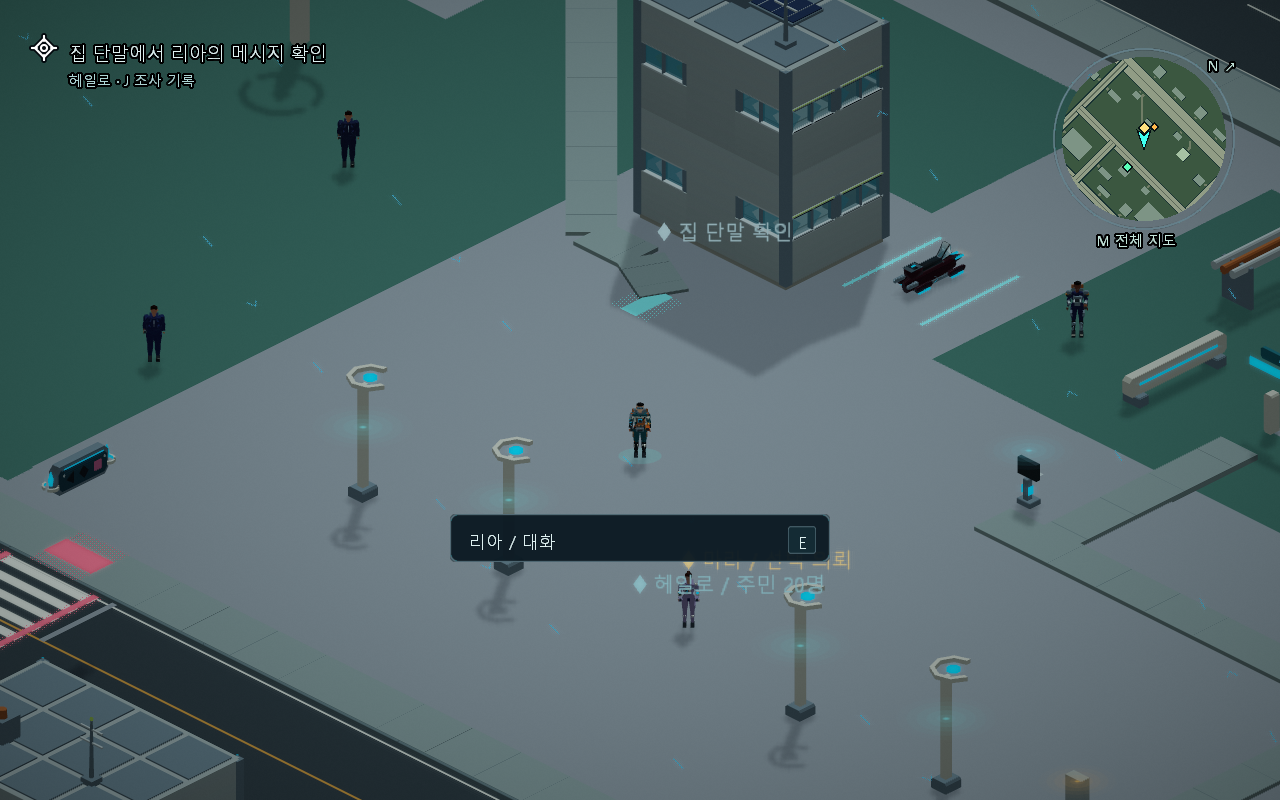 집 단말에서 리아의 메시지 확인
헤일로 · J 조사 기록
N ↗
M 전체 지도
집 단말 확인
리아 / 대화
E
헤일로 / 주민 20명